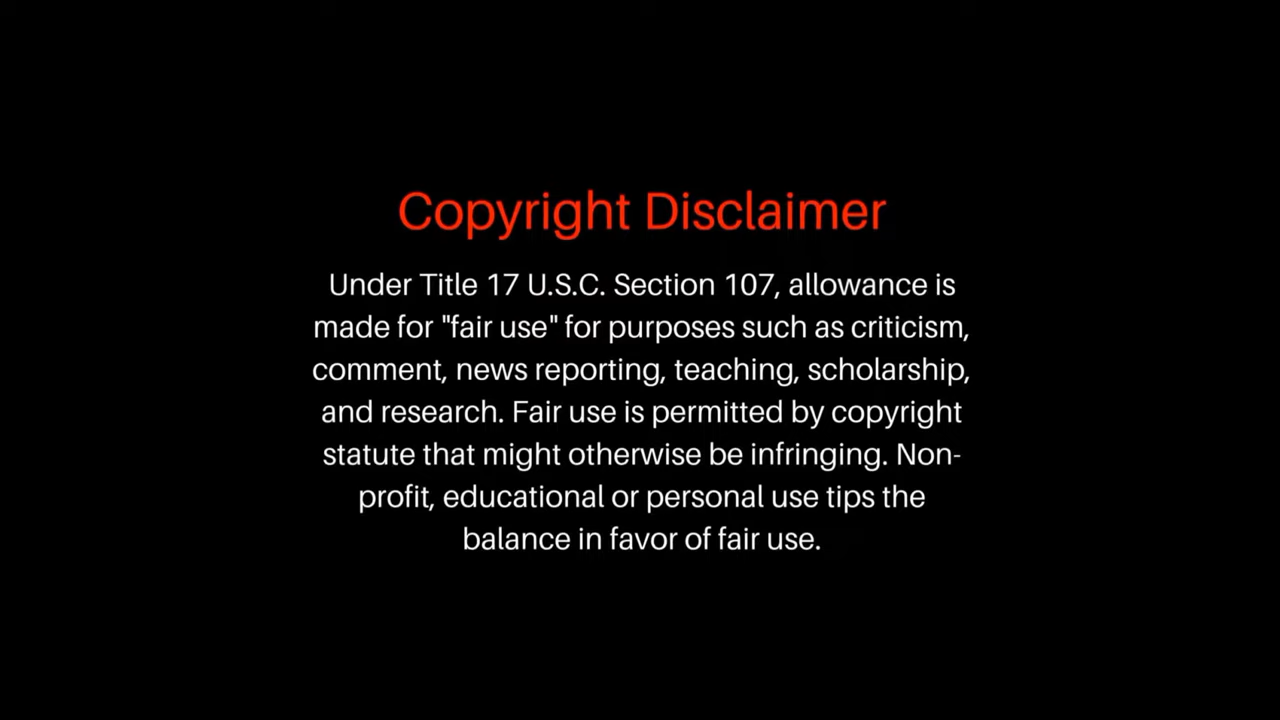 Copyright Disclaimer
Under Title 17 U.S.C. Section 107, allowance is
made for "fair use" for purposes such as criticism,
comment, news reporting, teaching, scholarship,
and research. Fair use is permitted by copyright
statute that might otherwise be infringing. Non-
profit, educational or personal use tips the
balance in favor of fair use.